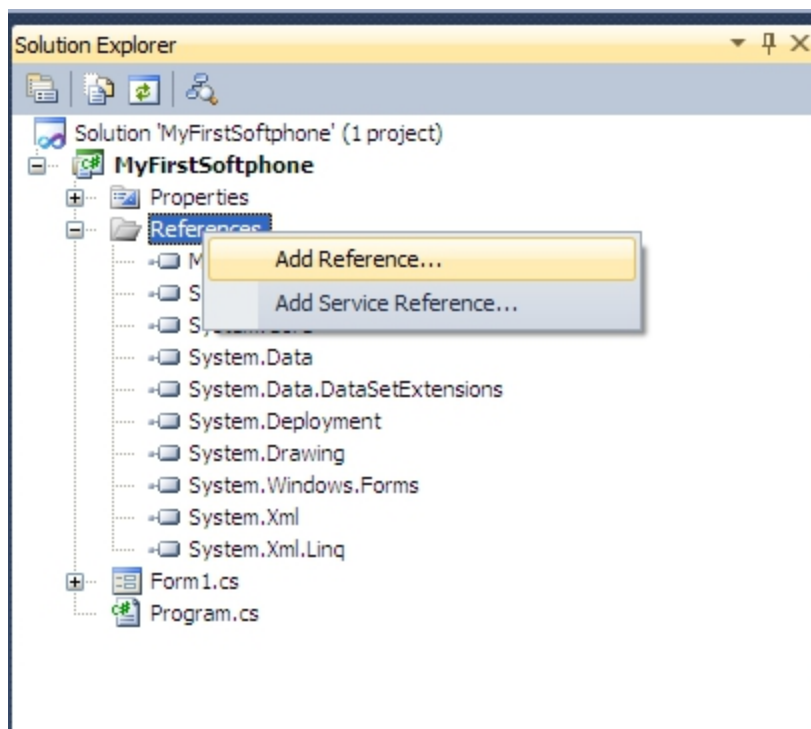 Solution Explorer
Solution 'MyFirstSoftphone' (1 project)
MyFirstSoftphone
Properties
References
Add Reference...
Add Service Reference...
System.Data
System.Data.DataSetExtensions
System.Deployment
System.Drawing
System.Windows.Forms
System.Xml
System.Xml.Linq
Form1.cs
Program.cs